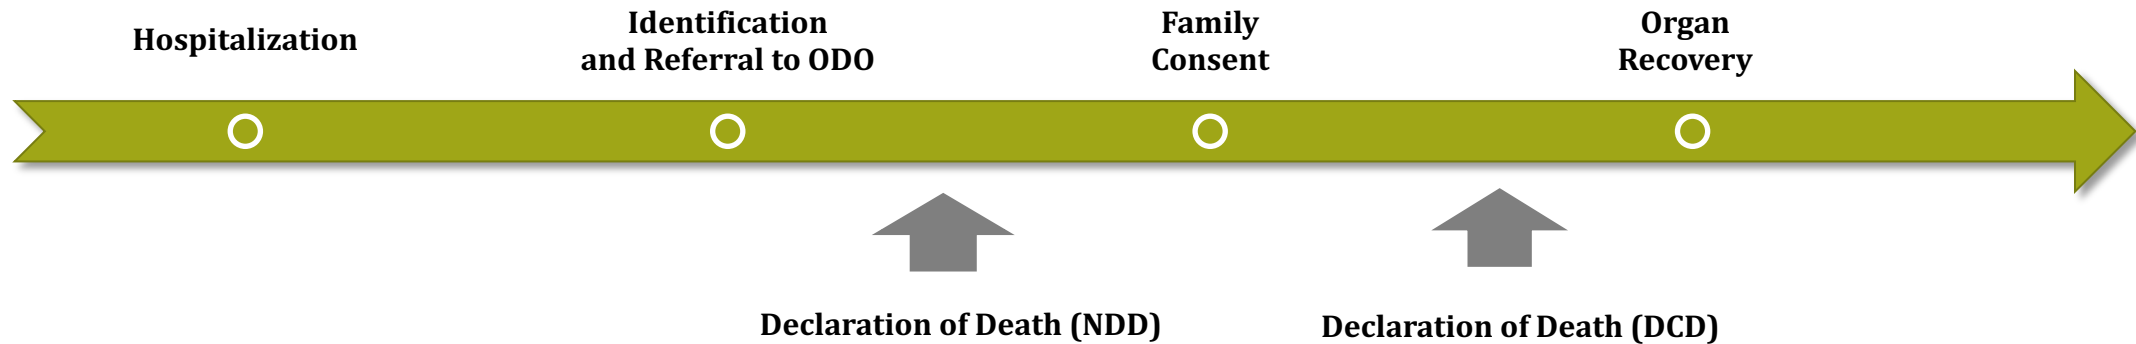 Hospitalization
Identification
and Referral to ODO
Family
Consent
Organ
Recovery
Declaration of Death (NDD)
Declaration of Death (DCD)